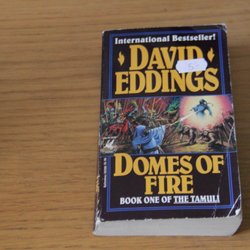 International Bestseller!
DAVID
EDDINGS
DOMES OF
FIRE
BOOK ONE OF THE TAMULI